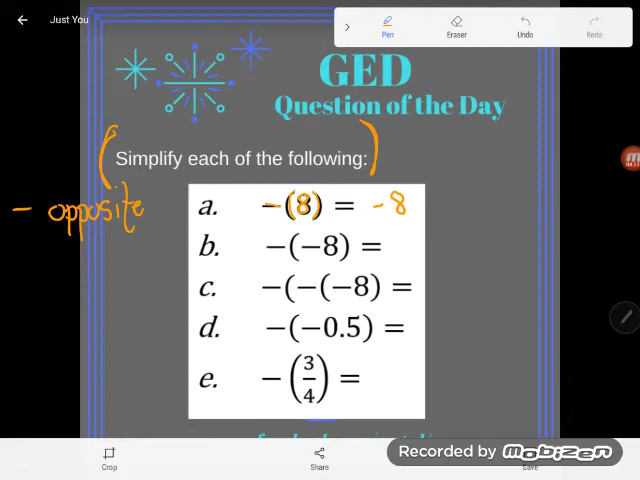 Just You
Pen
Eraser
Undo
Redo
GED
Question of the Day
Simplify each of the following:
− opposite
a. −(8) = -8
b. −(−8) =
c. −(−(−8) =
d. −(−0.5) =
e. −(3/4) =
Crop
Share
Save
Recorded by mobizen